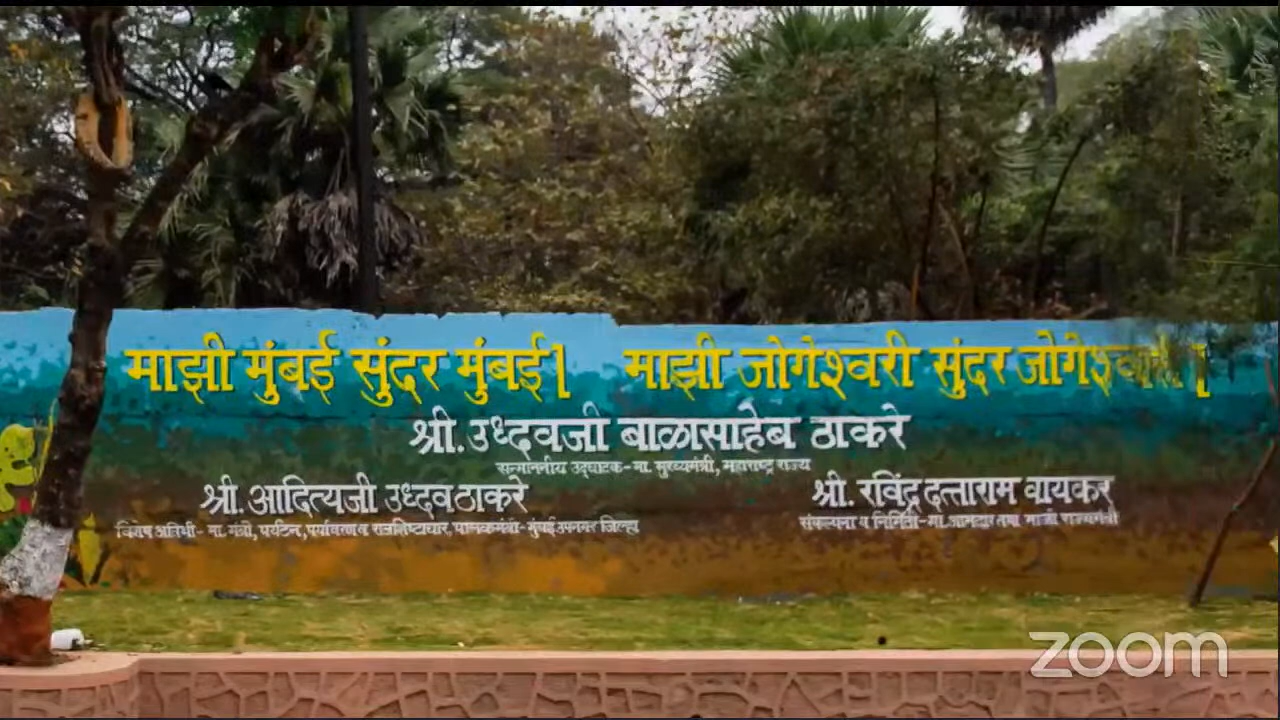 माझी मुंबई सुंदर मुंबई| माझी जोगेश्वरी सुंदर जोगेश्वरी|
श्री.उध्दवजी बाळासाहेब ठाकरे
सन्माननीय उद्घाटक-मा. मुख्यमंत्री, महाराष्ट्र राज्य
श्री.आदित्यजी उध्दव ठाकरे
विशेष अतिथी- मा. मंत्री, पर्यटन, पर्यावरण व राजशिष्टाचार, पालकमंत्री- मुंबई उपनगर जिल्हा
श्री. रविंद्र दत्ताराम वायकर
संकल्पना व निर्मिती-मा.आमदार तथा माजी राज्यमंत्री
zoom